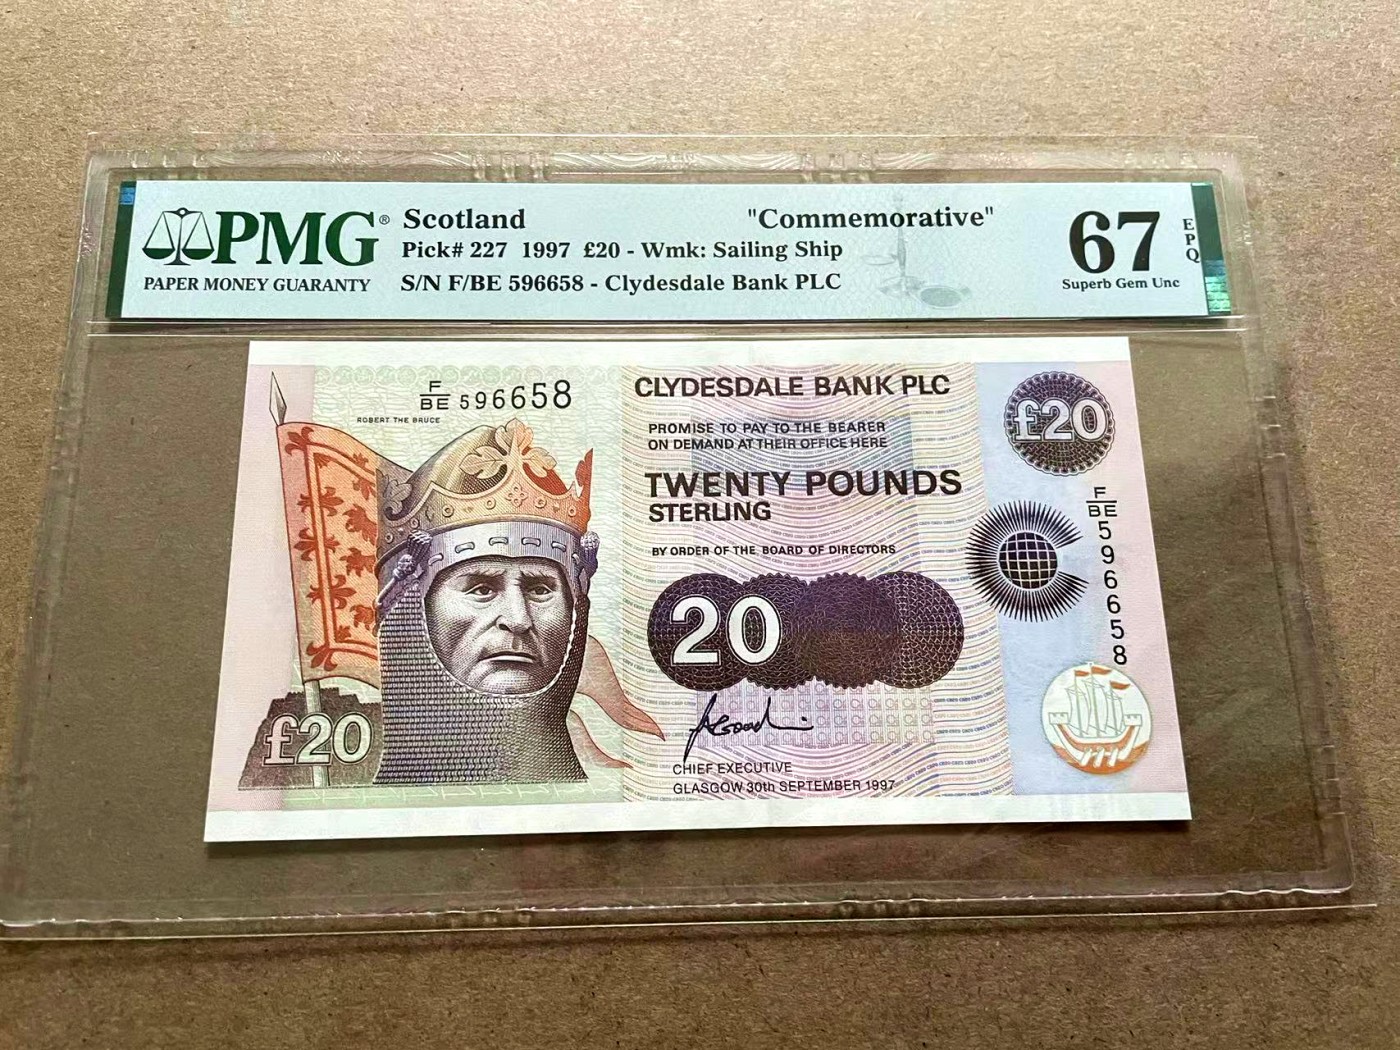 PMG®
PAPER MONEY GUARANTY
Scotland "Commemorative"
Pick# 227 1997 £20 - Wmk: Sailing Ship
S/N F/BE 596658 - Clydesdale Bank PLC
67
EPQ
Superb Gem Unc
F/BE 596658
ROBERT THE BRUCE
CLYDESDALE BANK PLC
PROMISE TO PAY TO THE BEARER
ON DEMAND AT THEIR OFFICE HERE
TWENTY POUNDS
STERLING
BY ORDER OF THE BOARD OF DIRECTORS
20
CHIEF EXECUTIVE
GLASGOW 30th SEPTEMBER 1997
£20
£20
F/BE 596658